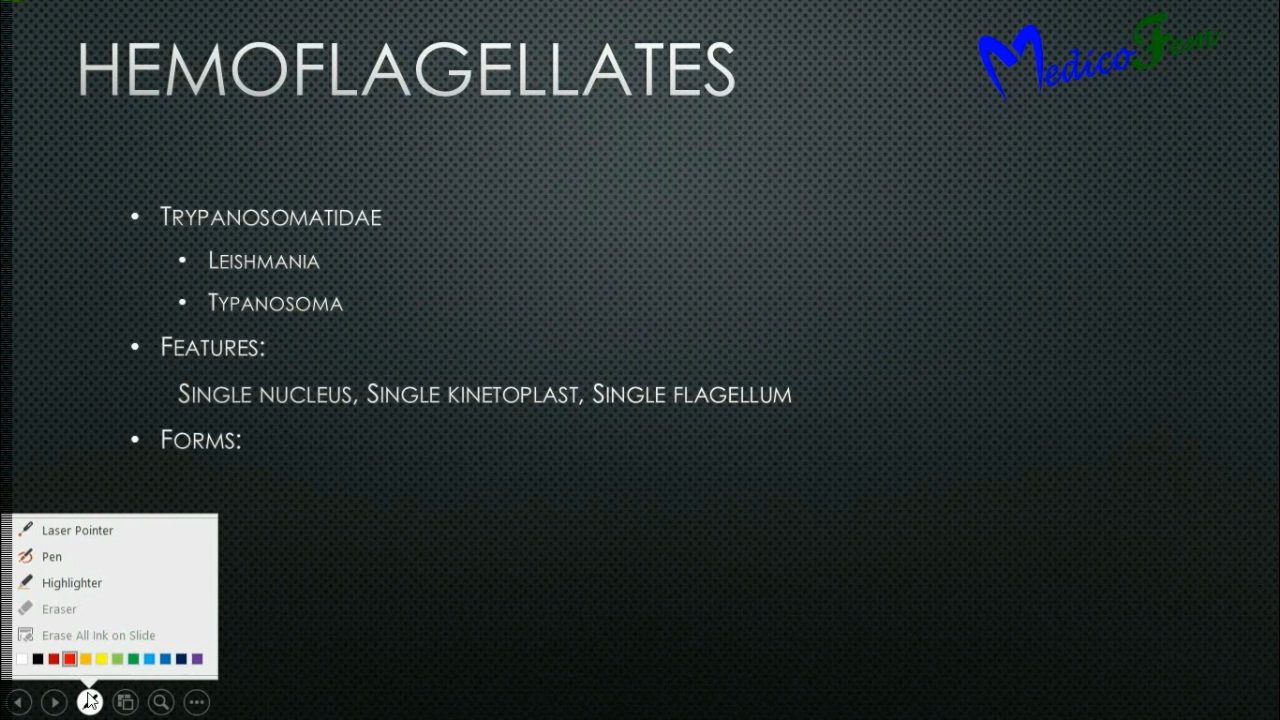 HEMOFLAGELLATES
MedicoFem
• TRYPANOSOMATIDAE
• LEISHMANIA
• TYPANOSOMA
• FEATURES:
SINGLE NUCLEUS, SINGLE KINETOPLAST, SINGLE FLAGELLUM
• FORMS:
Laser Pointer
Pen
Highlighter
Eraser
Erase All Ink on Slide